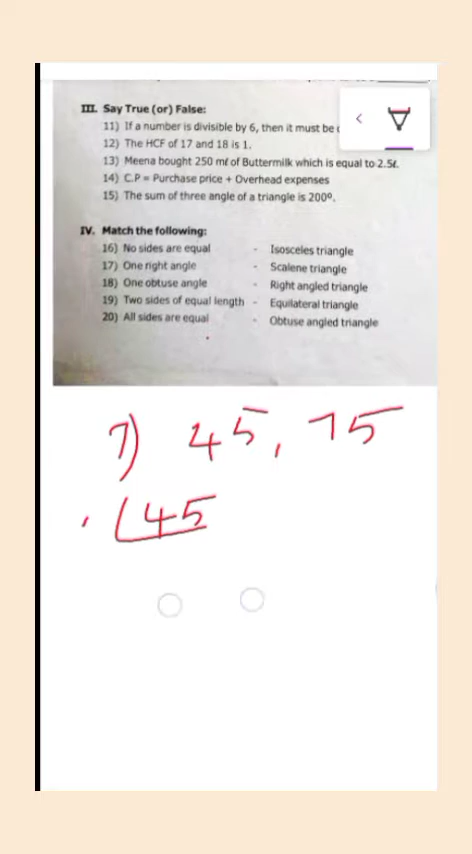 III. Say True (or) False:
11) If a number is divisible by 6, then it must be
12) The HCF of 17 and 18 is 1.
13) Meena bought 250 mℓ of Buttermilk which is equal to 2.5ℓ.
14) C.P = Purchase price + Overhead expenses
15) The sum of three angle of a triangle is 200°.
IV. Match the following:
16) No sides are equal - Isosceles triangle
17) One right angle - Scalene triangle
18) One obtuse angle - Right angled triangle
19) Two sides of equal length - Equilateral triangle
20) All sides are equal - Obtuse angled triangle
7) 45, 75
45